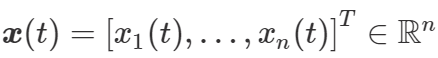 𝒙(t) = [x₁(t), . . . , xₙ(t)]ᵀ ∈ ℝⁿ